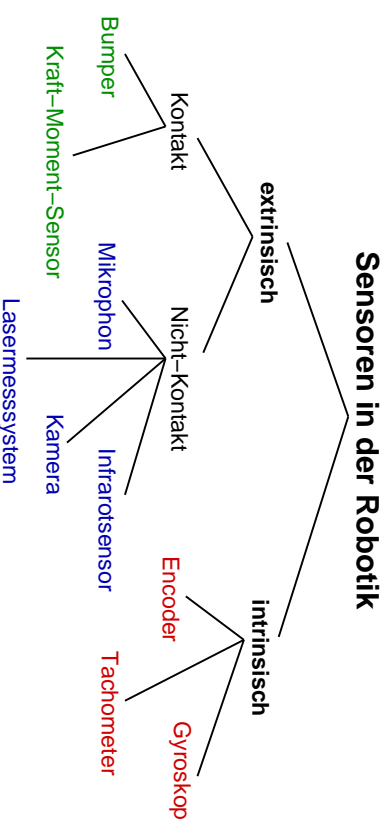 Sensoren in der Robotik
extrinsisch
intrinsisch
Kontakt
Nicht−Kontakt
Encoder
Gyroskop
Bumper
Mikrophon
Infrarotsensor
Tachometer
Kraft−Moment−Sensor
Kamera
Lasermesssystem